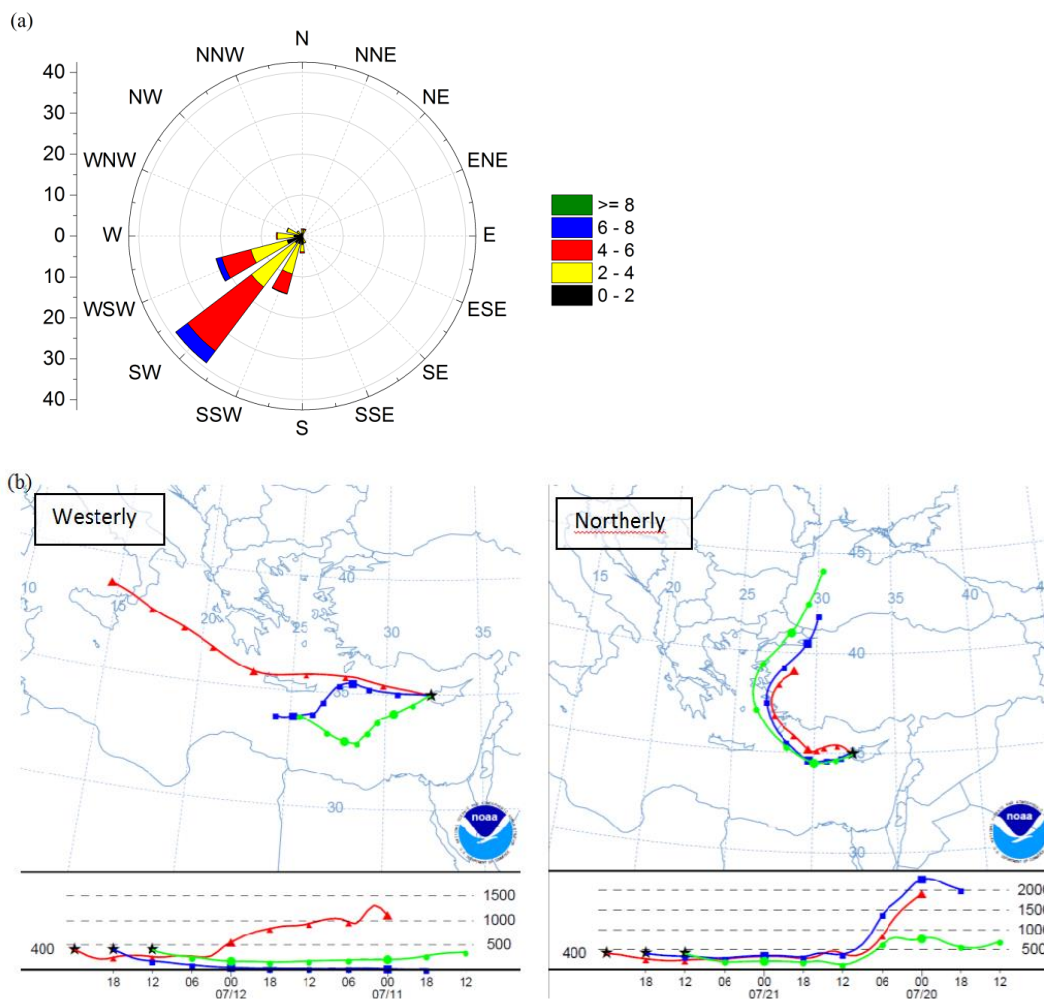 (a)
N
NNW
NNE
NW
NE
WNW
ENE
W
E
WSW
ESE
SW
SE
SSW
SSE
S
40
30
20
10
0
10
20
30
40
>= 8
6 - 8
4 - 6
2 - 4
0 - 2
(b)
Westerly
10
15
20
25
30
35
40
35
30
noaa
1500
1000
500
400
18 12 06 00 18 12 06 00 18 12
07/12 07/11
Northerly
15
20
25
30
35
40
45
40
35
30
noaa
2000
1500
1000
500
400
18 12 06 00 18 12 06 00 18 12
07/21 07/20